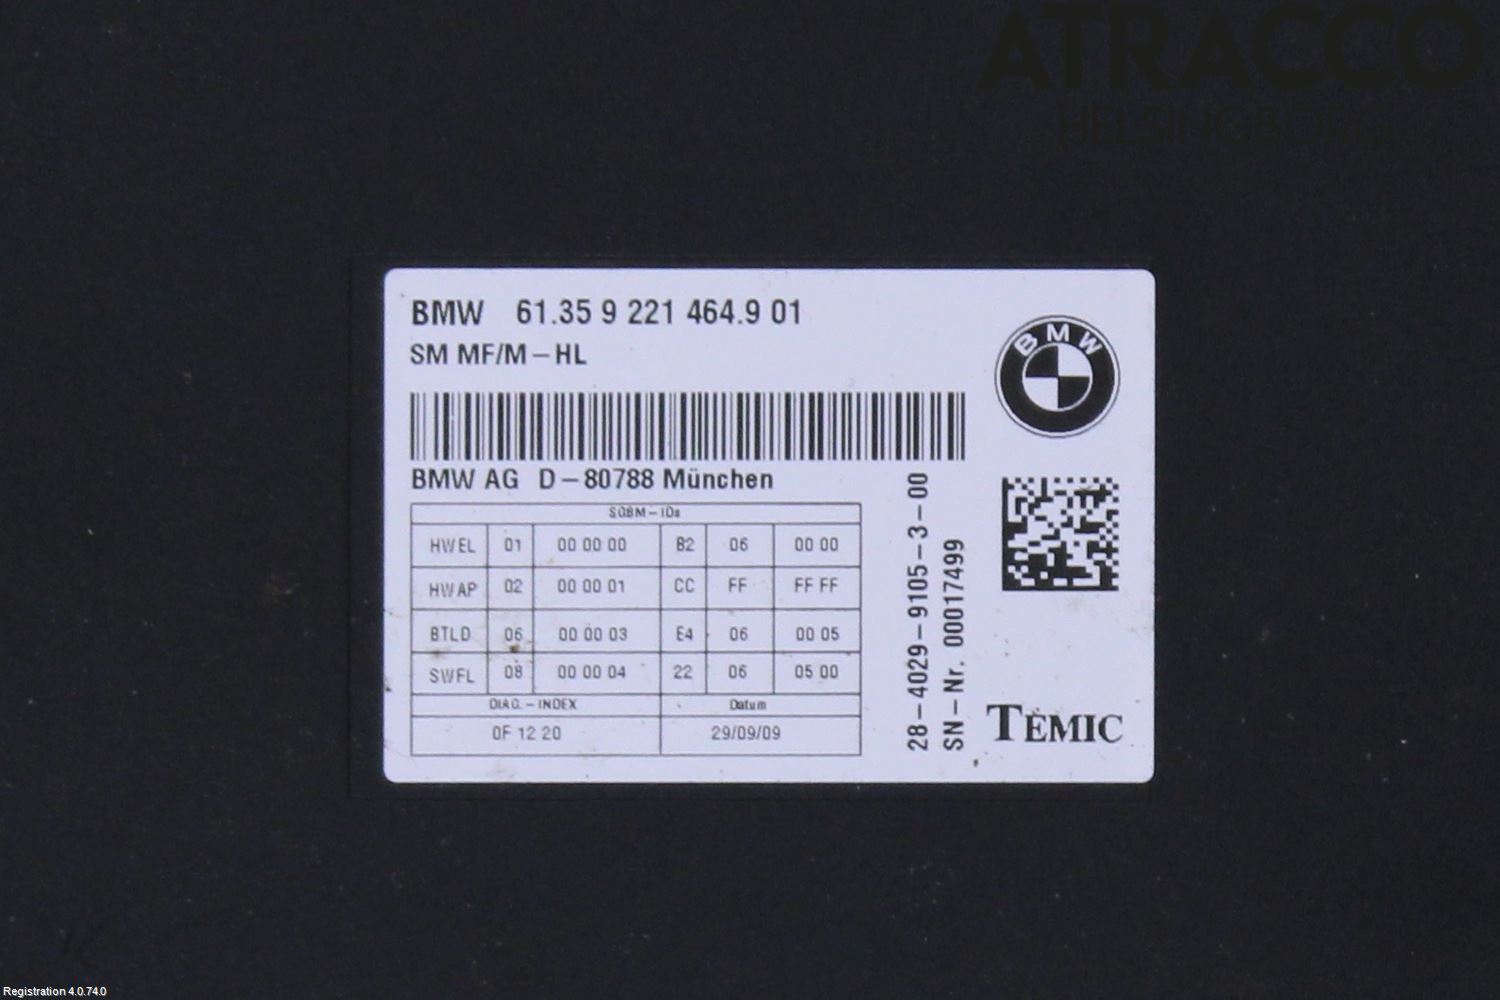 ATRACCO
HELSINGBORG
BMW 61.35 9 221 464.9 01
SM MF/M-HL
BMW
BMW AG D-80788 München
SGBM-IDs
HWEL 01 00 00 00 B2 06 00 00
HWAP 02 00 00 01 CC FF FF FF
BTLD 06 00 00 03 E4 06 00 05
SWFL 08 00 00 04 22 06 05 00
DIAG.-INDEX Datum
0F 12 20 29/09/09
28-4029-9105-3-00
SN-Nr. 00017499
TEMIC
Registration 4.0.74.0